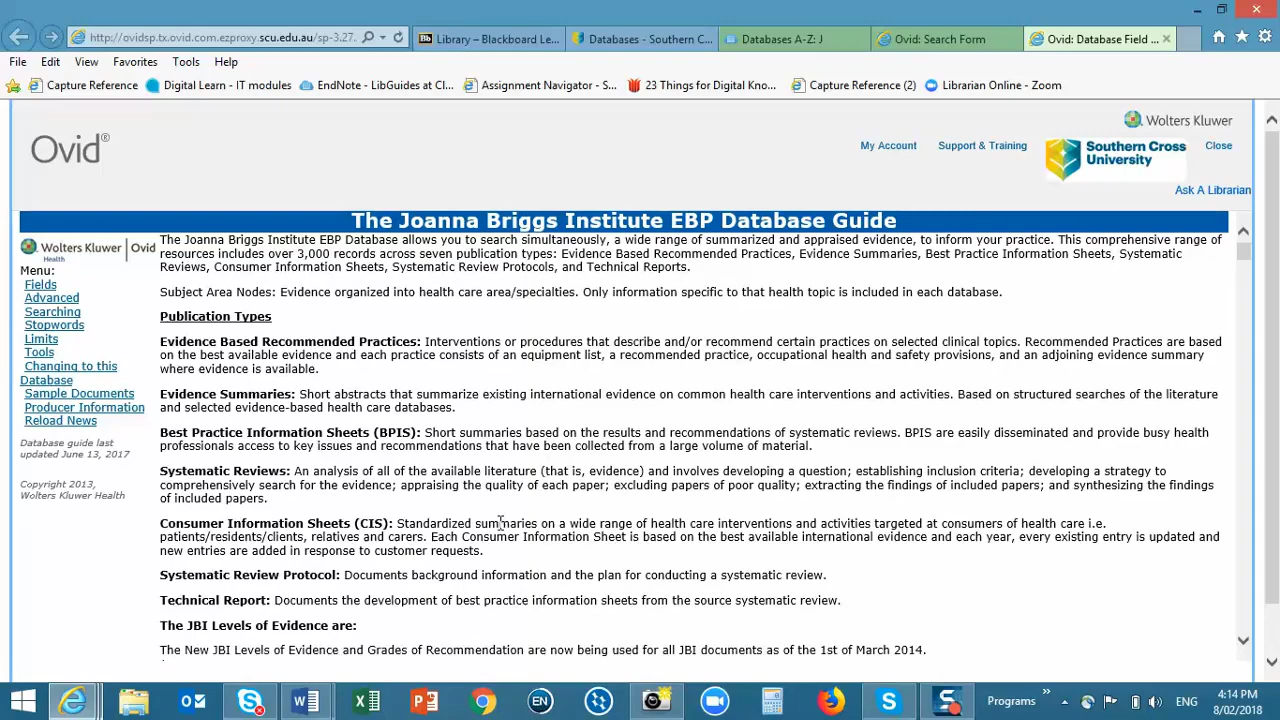 http://ovidsp.tx.ovid.com.ezproxy.scu.edu.au/sp-3.27.
Library – Blackboard Le...
Databases - Southern C...
Databases A-Z: J
Ovid: Search Form
Ovid: Database Field ...
File Edit View Favorites Tools Help
Capture Reference
Digital Learn - IT modules
EndNote - LibGuides at Cl...
Assignment Navigator - S...
23 Things for Digital Kno...
Capture Reference (2)
Librarian Online - Zoom
Wolters Kluwer
Ovid®
My Account
Support & Training
Southern Cross
University
Close
Ask A Librarian
The Joanna Briggs Institute EBP Database Guide
Wolters Kluwer | Ovid
Health
Menu:
Fields
Advanced
Searching
Stopwords
Limits
Tools
Changing to this
Database
Sample Documents
Producer Information
Reload News
Database guide last
updated June 13, 2017
Copyright 2013,
Wolters Kluwer Health
The Joanna Briggs Institute EBP Database allows you to search simultaneously, a wide range of summarized and appraised evidence, to inform your practice. This comprehensive range of
resources includes over 3,000 records across seven publication types: Evidence Based Recommended Practices, Evidence Summaries, Best Practice Information Sheets, Systematic
Reviews, Consumer Information Sheets, Systematic Review Protocols, and Technical Reports.
Subject Area Nodes: Evidence organized into health care area/specialties. Only information specific to that health topic is included in each database.
Publication Types
Evidence Based Recommended Practices: Interventions or procedures that describe and/or recommend certain practices on selected clinical topics. Recommended Practices are based
on the best available evidence and each practice consists of an equipment list, a recommended practice, occupational health and safety provisions, and an adjoining evidence summary
where evidence is available.
Evidence Summaries: Short abstracts that summarize existing international evidence on common health care interventions and activities. Based on structured searches of the literature
and selected evidence-based health care databases.
Best Practice Information Sheets (BPIS): Short summaries based on the results and recommendations of systematic reviews. BPIS are easily disseminated and provide busy health
professionals access to key issues and recommendations that have been collected from a large volume of material.
Systematic Reviews: An analysis of all of the available literature (that is, evidence) and involves developing a question; establishing inclusion criteria; developing a strategy to
comprehensively search for the evidence; appraising the quality of each paper; excluding papers of poor quality; extracting the findings of included papers; and synthesizing the findings
of included papers.
Consumer Information Sheets (CIS): Standardized summaries on a wide range of health care interventions and activities targeted at consumers of health care i.e.
patients/residents/clients, relatives and carers. Each Consumer Information Sheet is based on the best available international evidence and each year, every existing entry is updated and
new entries are added in response to customer requests.
Systematic Review Protocol: Documents background information and the plan for conducting a systematic review.
Technical Report: Documents the development of best practice information sheets from the source systematic review.
The JBI Levels of Evidence are:
The New JBI Levels of Evidence and Grades of Recommendation are now being used for all JBI documents as of the 1st of March 2014.
EN
Programs
ENG
4:14 PM
8/02/2018